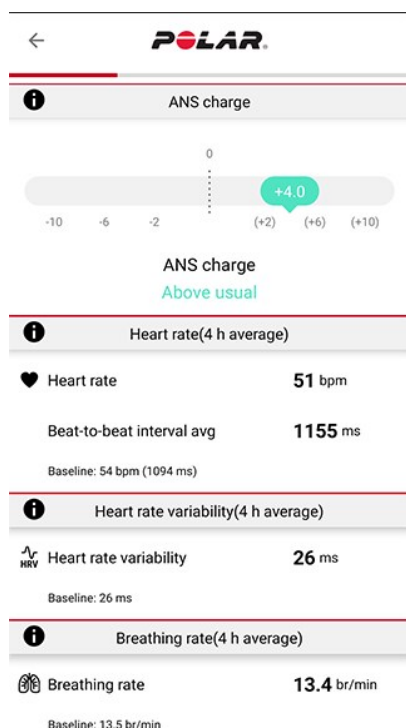 POLAR.
ANS charge
0
+4.0
-10 -6 -2 (+2) (+6) (+10)
ANS charge
Above usual
Heart rate(4 h average)
Heart rate 51 bpm
Beat-to-beat interval avg 1155 ms
Baseline: 54 bpm (1094 ms)
Heart rate variability(4 h average)
HRV Heart rate variability 26 ms
Baseline: 26 ms
Breathing rate(4 h average)
Breathing rate 13.4 br/min
Baseline: 13.5 br/min